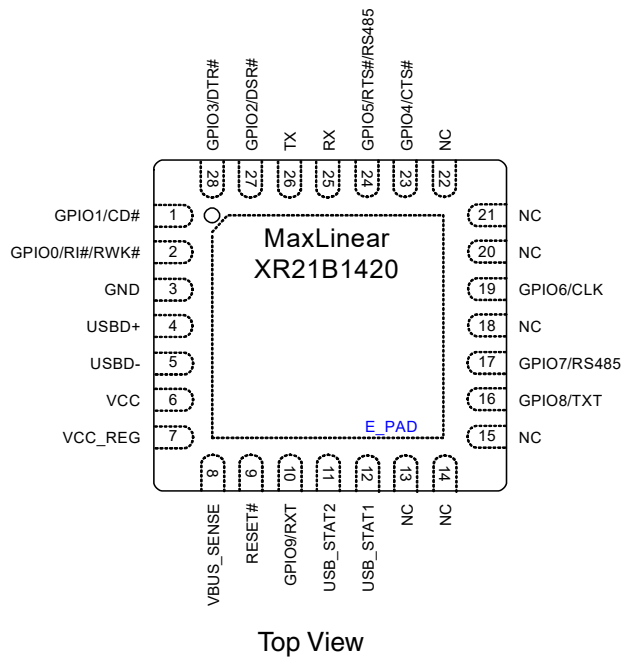 GPIO3/DTR#
GPIO2/DSR#
TX
RX
GPIO5/RTS#/RS485
GPIO4/CTS#
NC
28
27
26
25
24
23
22
GPIO1/CD#
1
GPIO0/RI#/RWK#
2
GND
3
USBD+
4
USBD-
5
VCC
6
VCC_REG
7
MaxLinear
XR21B1420
E_PAD
21
NC
20
NC
19
GPIO6/CLK
18
NC
17
GPIO7/RS485
16
GPIO8/TXT
15
NC
8
9
10
11
12
13
14
VBUS_SENSE
RESET#
GPIO9/RXT
USB_STAT2
USB_STAT1
NC
NC
Top View